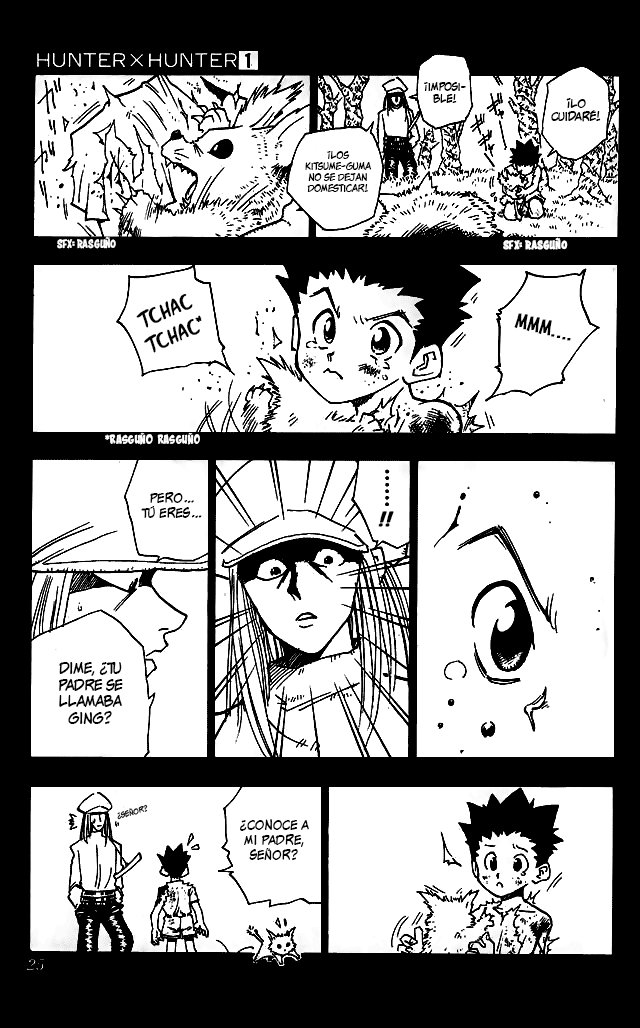 HUNTER×HUNTER 1
¡LO
CUIDARÉ!
¡IMPOSI-
BLE!
¡LOS
KITSUME-GUMA
NO SE DEJAN
DOMESTICAR!
SFX: RASGUÑO
SFX: RASGUÑO
MMM....
TCHAC
TCHAC*
*RASGUÑO RASGUÑO
........!!
PERO...
TÚ ERES...
DIME, ¿TU
PADRE SE
LLAMABA
GING?
¿CONOCE A
MI PADRE,
SEÑOR?
¿SEÑOR?
25